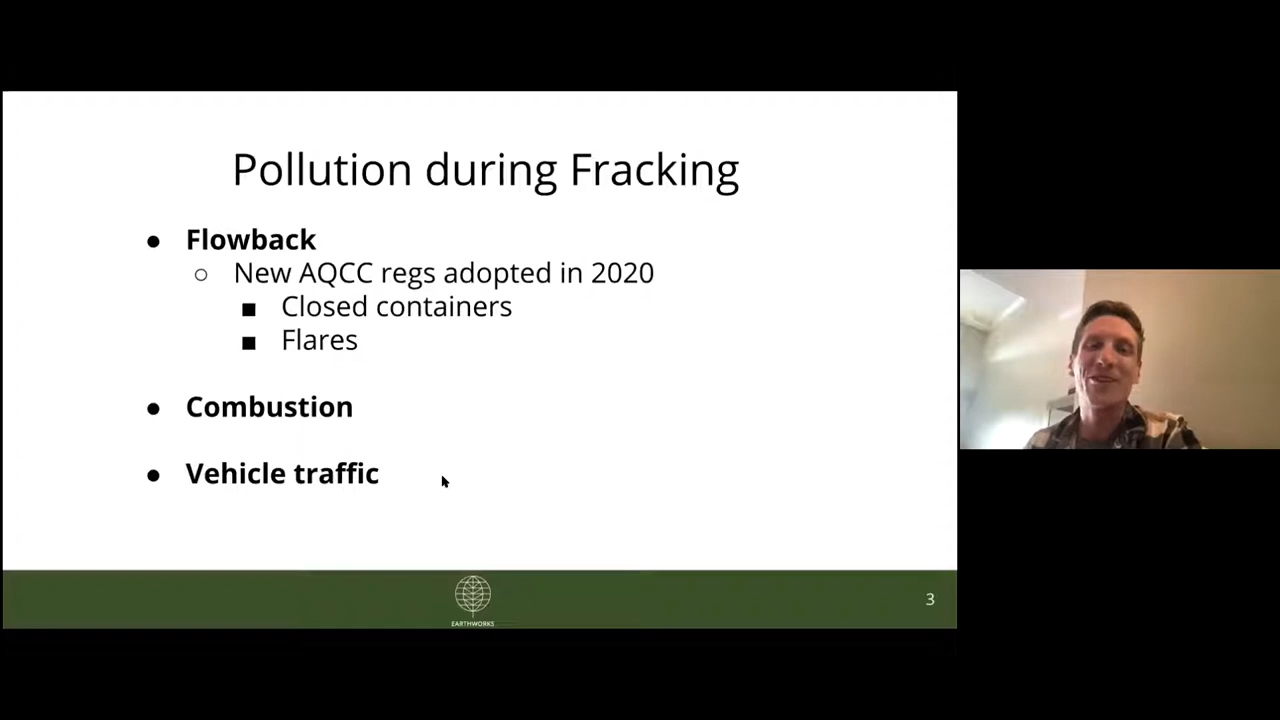 Pollution during Fracking
● Flowback
○ New AQCC regs adopted in 2020
■ Closed containers
■ Flares
● Combustion
● Vehicle traffic
EARTHWORKS
3